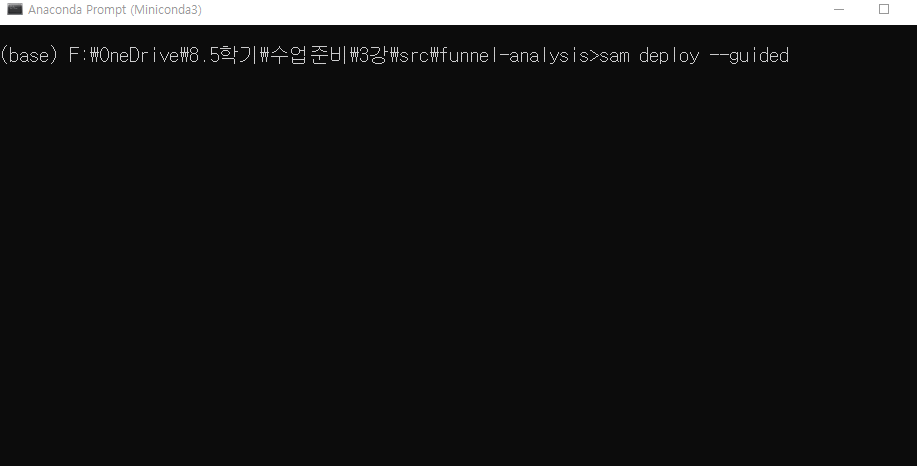 Anaconda Prompt (Miniconda3)
(base) F:₩OneDrive₩8.5학기₩수업준비₩3강₩src₩funnel-analysis>sam deploy --guided